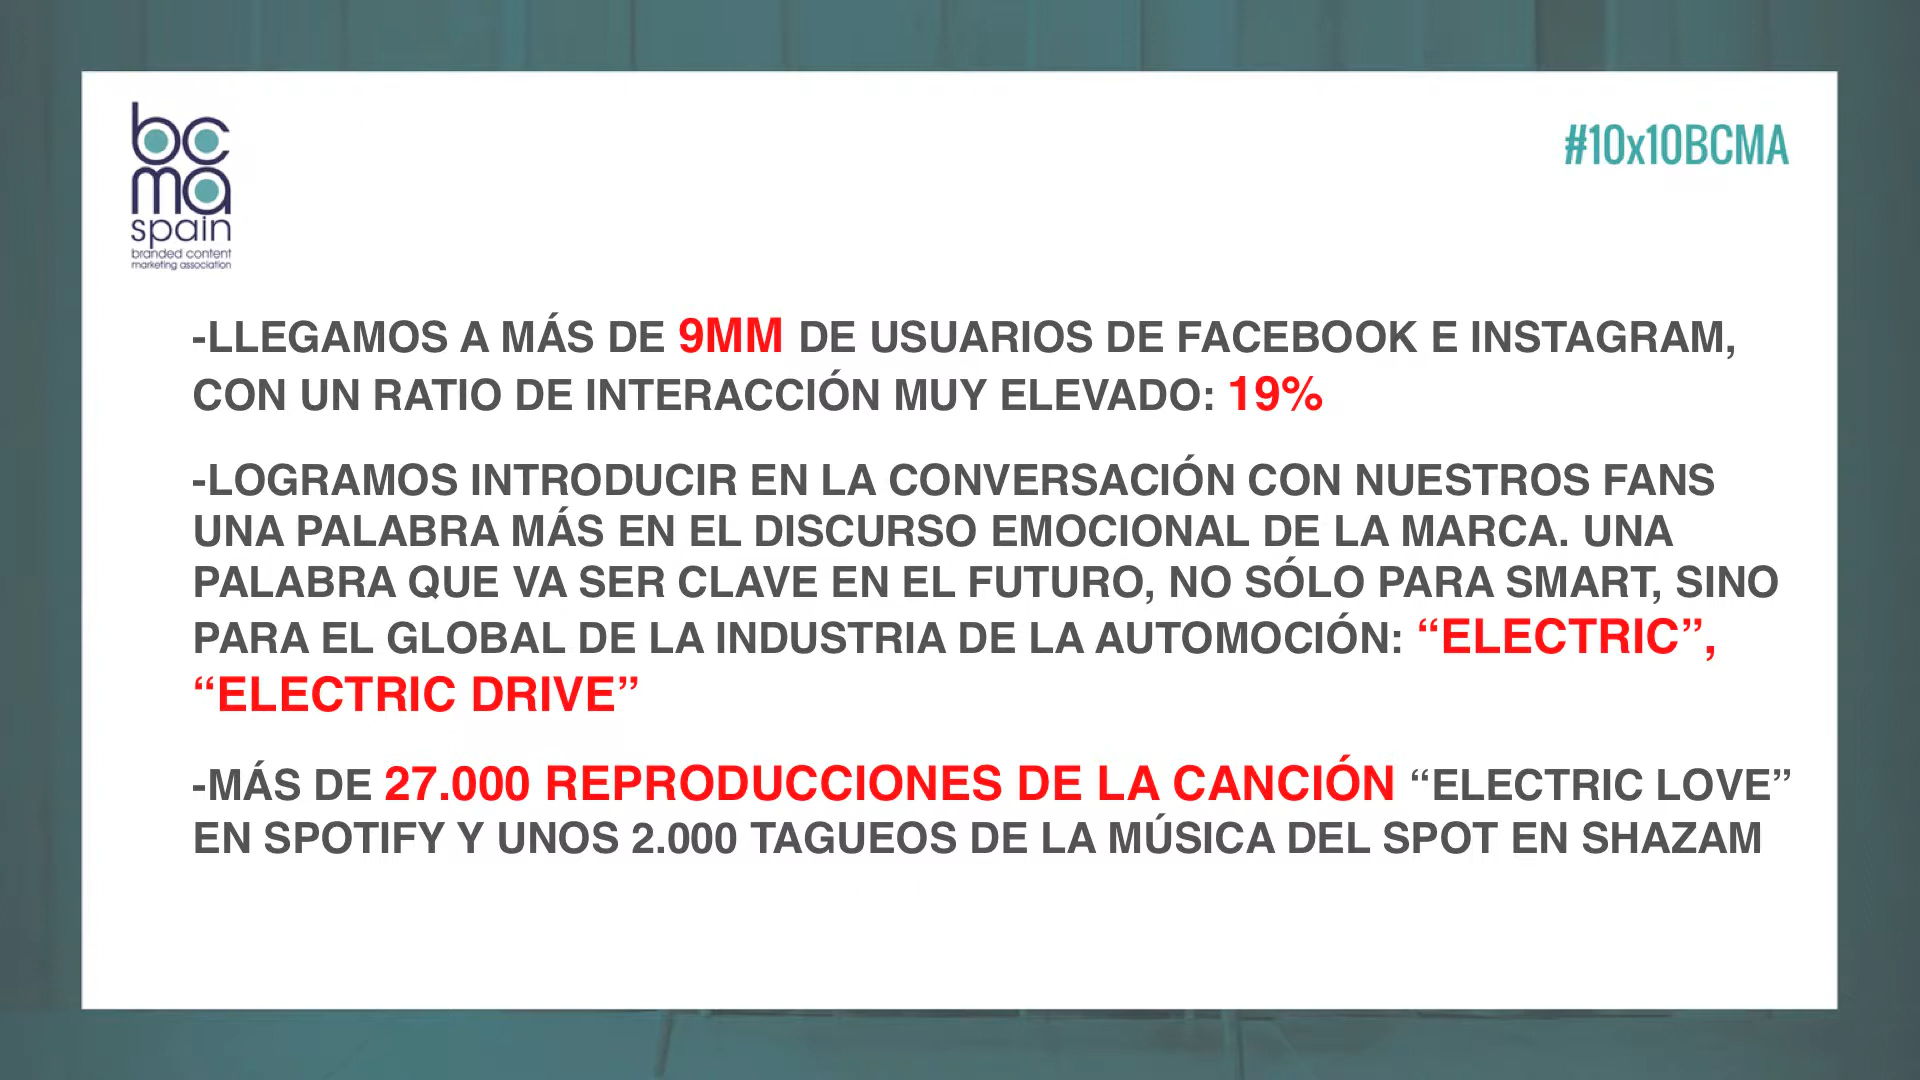 bc
ma
spain
branded content
marketing association
#10x10BCMA
-LLEGAMOS A MÁS DE 9MM DE USUARIOS DE FACEBOOK E INSTAGRAM,
CON UN RATIO DE INTERACCIÓN MUY ELEVADO: 19%
-LOGRAMOS INTRODUCIR EN LA CONVERSACIÓN CON NUESTROS FANS
UNA PALABRA MÁS EN EL DISCURSO EMOCIONAL DE LA MARCA. UNA
PALABRA QUE VA SER CLAVE EN EL FUTURO, NO SÓLO PARA SMART, SINO
PARA EL GLOBAL DE LA INDUSTRIA DE LA AUTOMOCIÓN: “ELECTRIC”,
“ELECTRIC DRIVE”
-MÁS DE 27.000 REPRODUCCIONES DE LA CANCIÓN “ELECTRIC LOVE”
EN SPOTIFY Y UNOS 2.000 TAGUEOS DE LA MÚSICA DEL SPOT EN SHAZAM